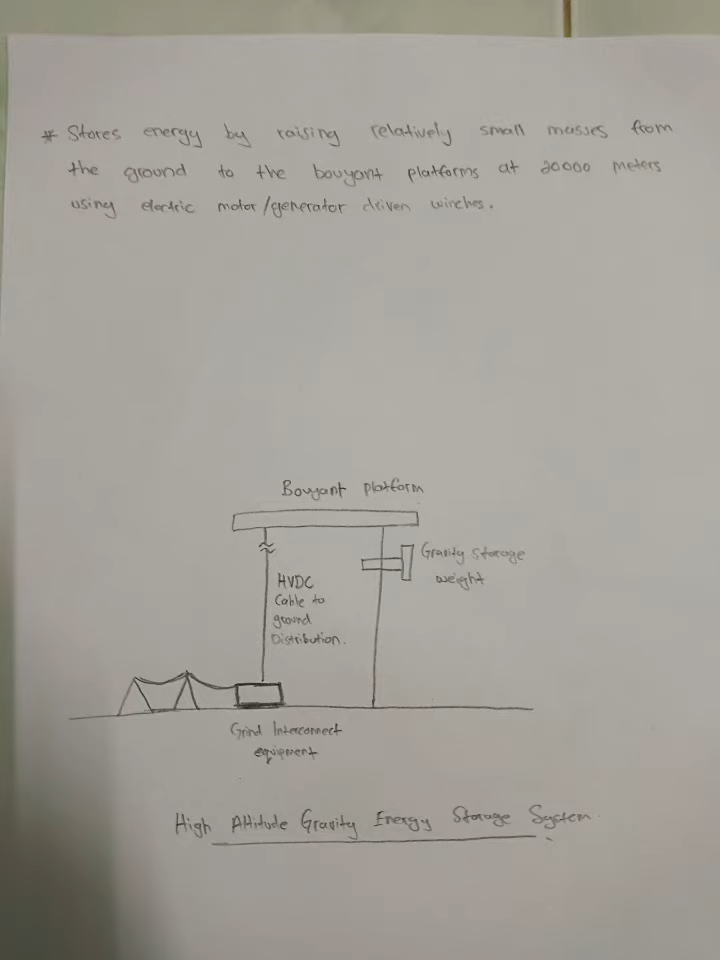 * Stores energy by raising relatively small masses from
the ground to the bouyant platforms at 20000 meters
using electric motor/generator driven winches.
Bouyant platform
Gravity Storage
weight
HVDC
Cable to
ground
Distribution.
Grind Interconnect
equipment
High Altitude Gravity Energy Storage System.